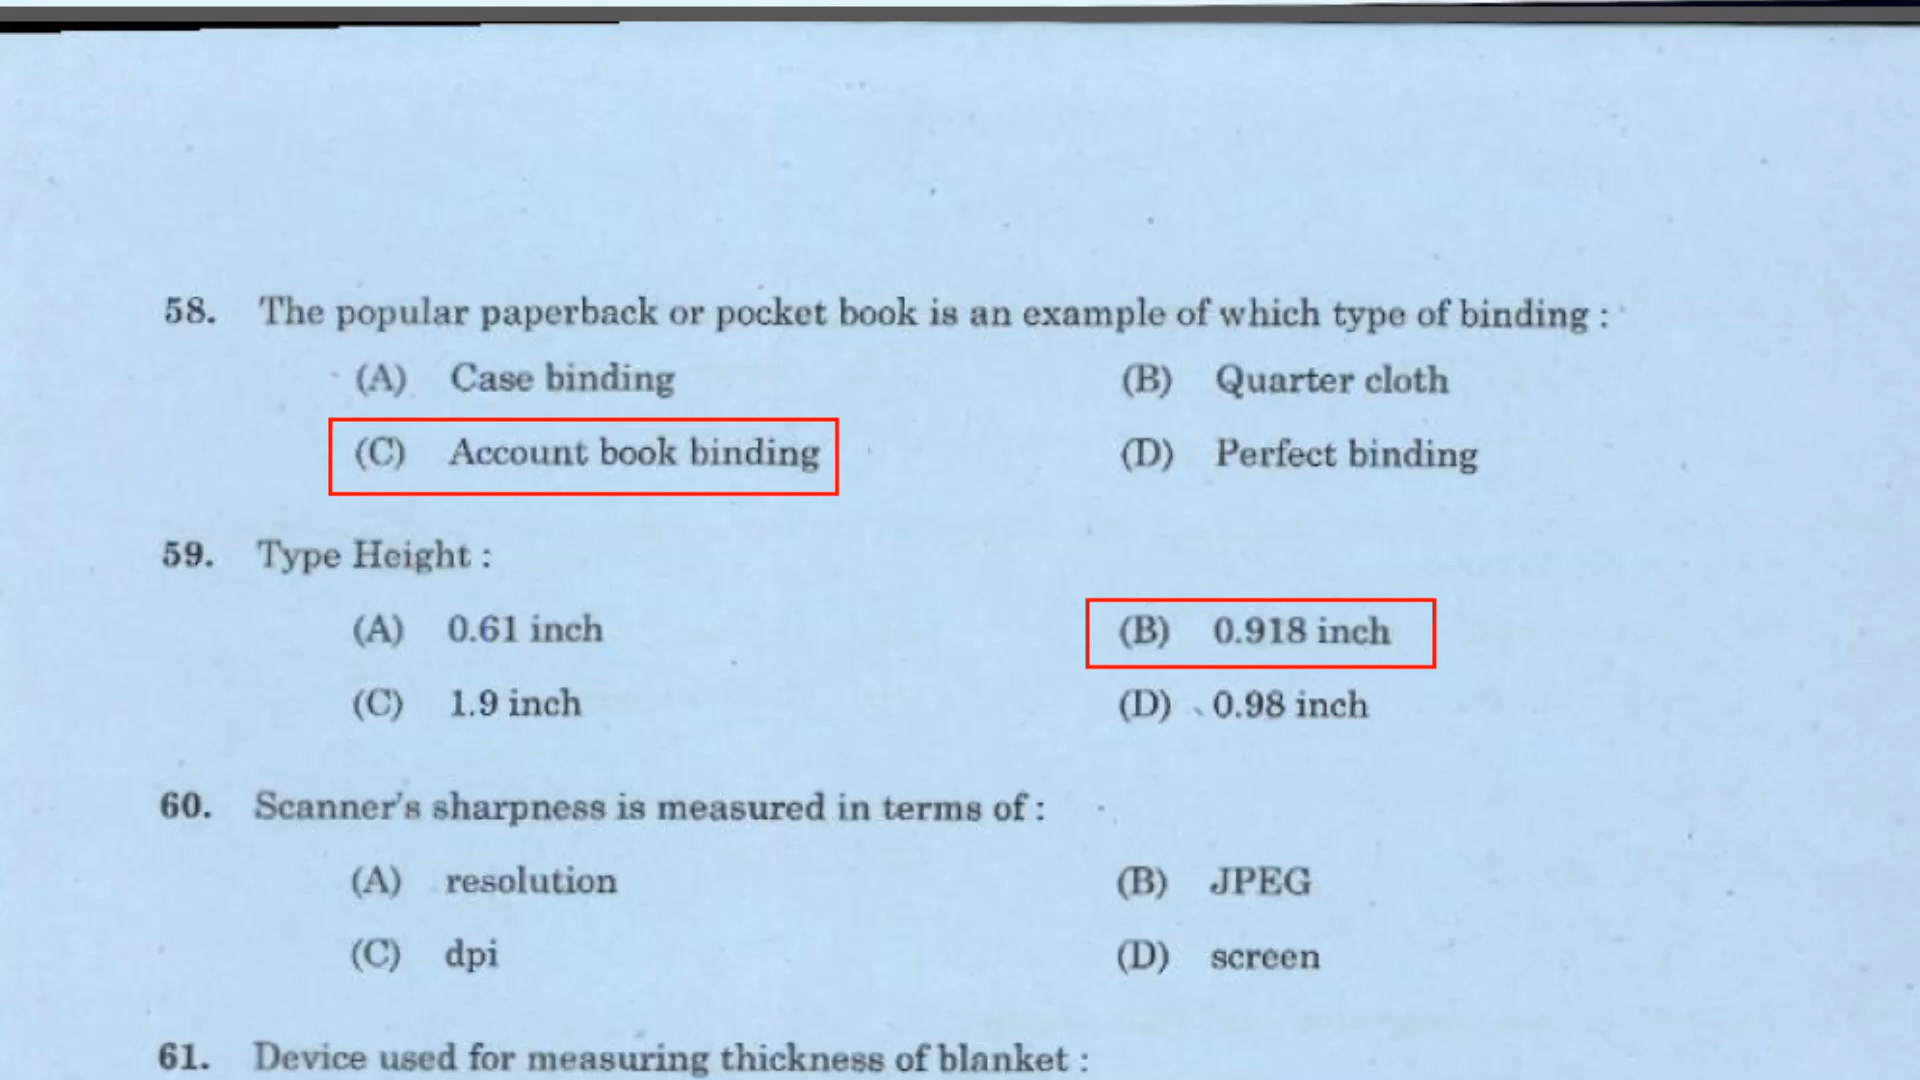 58. The popular paperback or pocket book is an example of which type of binding :
(A) Case binding (B) Quarter cloth
(C) Account book binding (D) Perfect binding
59. Type Height :
(A) 0.61 inch (B) 0.918 inch
(C) 1.9 inch (D) 0.98 inch
60. Scanner's sharpness is measured in terms of :
(A) resolution (B) JPEG
(C) dpi (D) screen
61. Device used for measuring thickness of blanket :